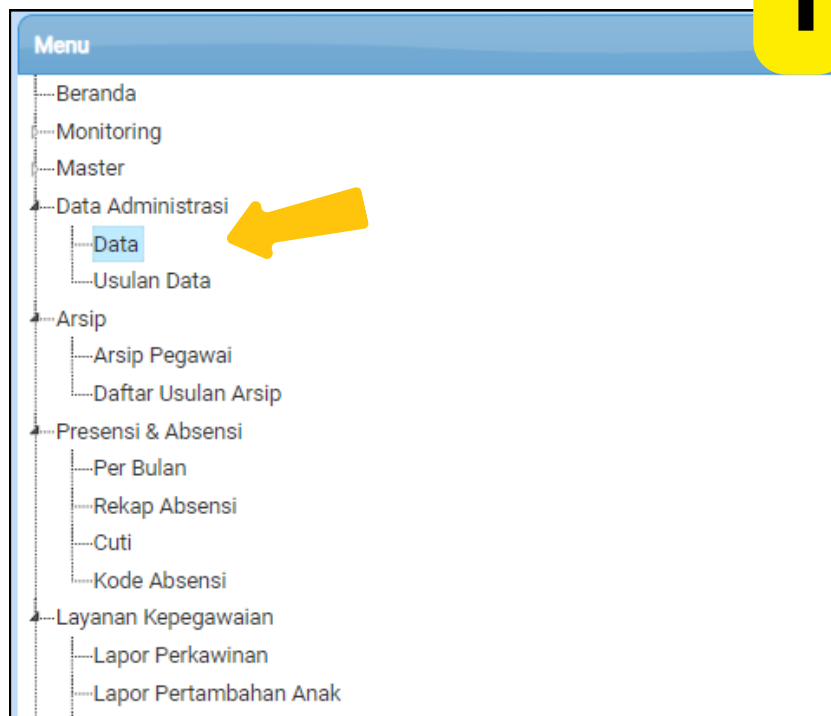 Menu
Beranda
Monitoring
Master
Data Administrasi
Data
Usulan Data
Arsip
Arsip Pegawai
Daftar Usulan Arsip
Presensi & Absensi
Per Bulan
Rekap Absensi
Cuti
Kode Absensi
Layanan Kepegawaian
Lapor Perkawinan
Lapor Pertambahan Anak